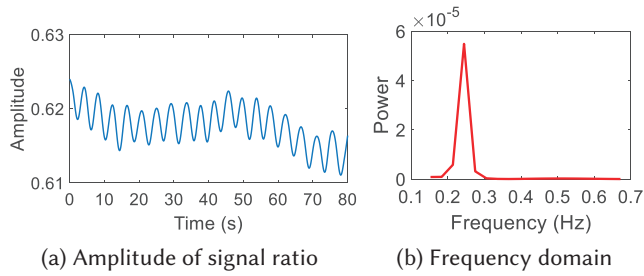 0.63
0.62
0.61
Amplitude
0 10 20 30 40 50 60 70 80
Time (s)
(a) Amplitude of signal ratio
6 ×10⁻⁵
4
2
0
Power
0.1 0.2 0.3 0.4 0.5 0.6 0.7
Frequency (Hz)
(b) Frequency domain